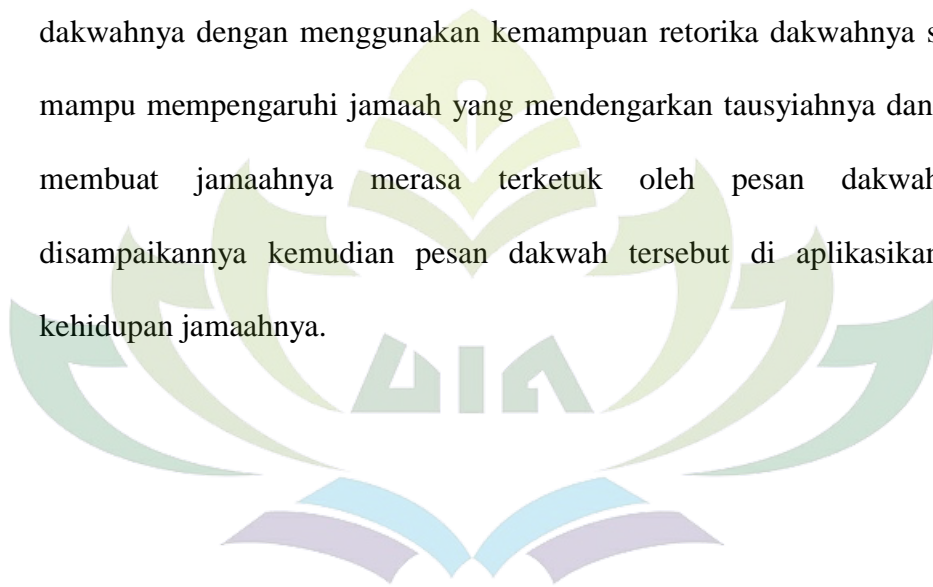 dakwahnya dengan menggunakan kemampuan retorika dakwahnya s
mampu mempengaruhi jamaah yang mendengarkan tausyiahnya dan
membuat jamaahnya merasa terketuk oleh pesan dakwah
disampaikannya kemudian pesan dakwah tersebut di aplikasikan
kehidupan jamaahnya.
UIN